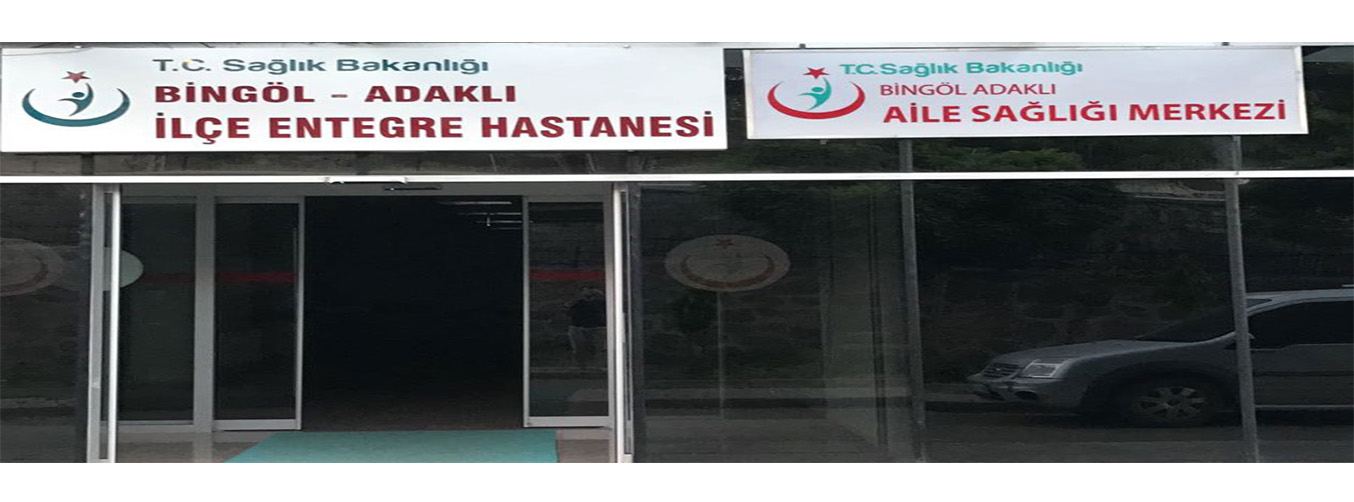 T.C. Sağlık Bakanlığı
BİNGÖL - ADAKLI
İLÇE ENTEGRE HASTANESİ
T.C. Sağlık Bakanlığı
BİNGÖL ADAKLI
AİLE SAĞLIĞI MERKEZİ